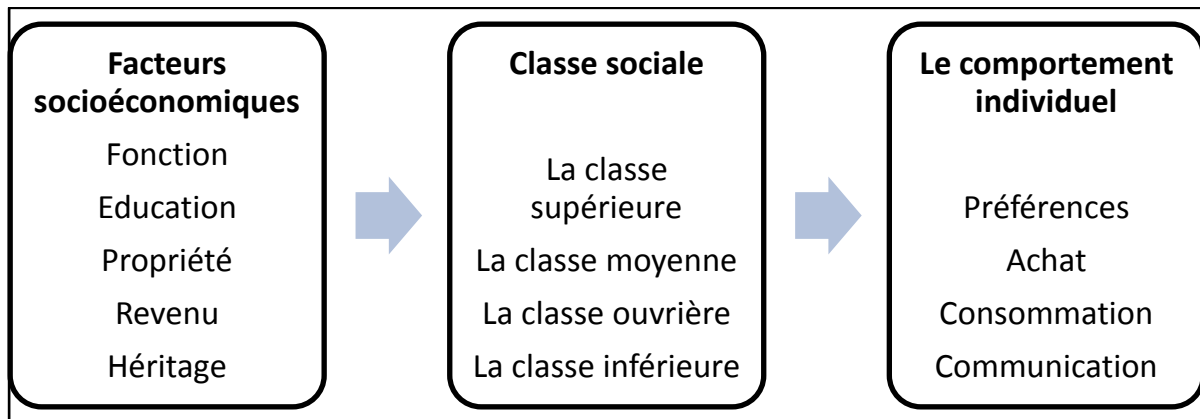 Facteurs
socioéconomiques
Fonction
Education
Propriété
Revenu
Héritage
Classe sociale
La classe
supérieure
La classe moyenne
La classe ouvrière
La classe inférieure
Le comportement
individuel
Préférences
Achat
Consommation
Communication